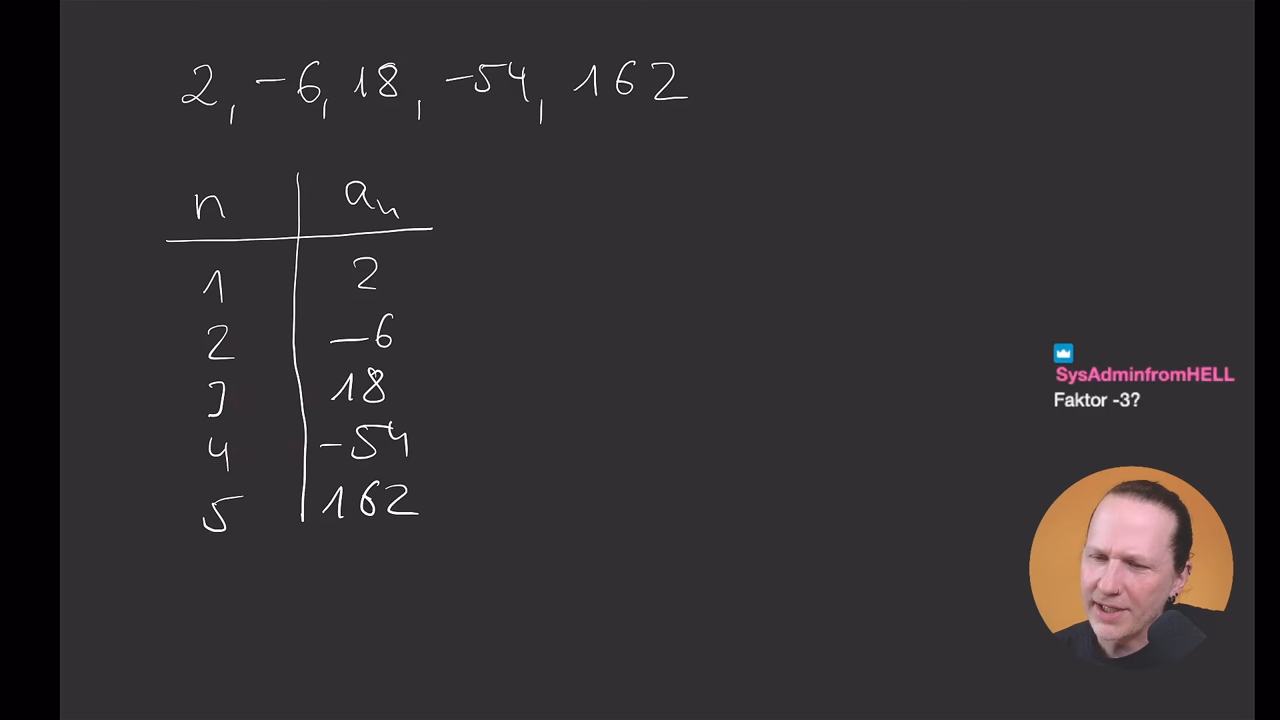 2, -6, 18, -54, 162
n aₙ
1 2
2 -6
3 18
4 -54
5 162
SysAdminfromHELL
Faktor -3?